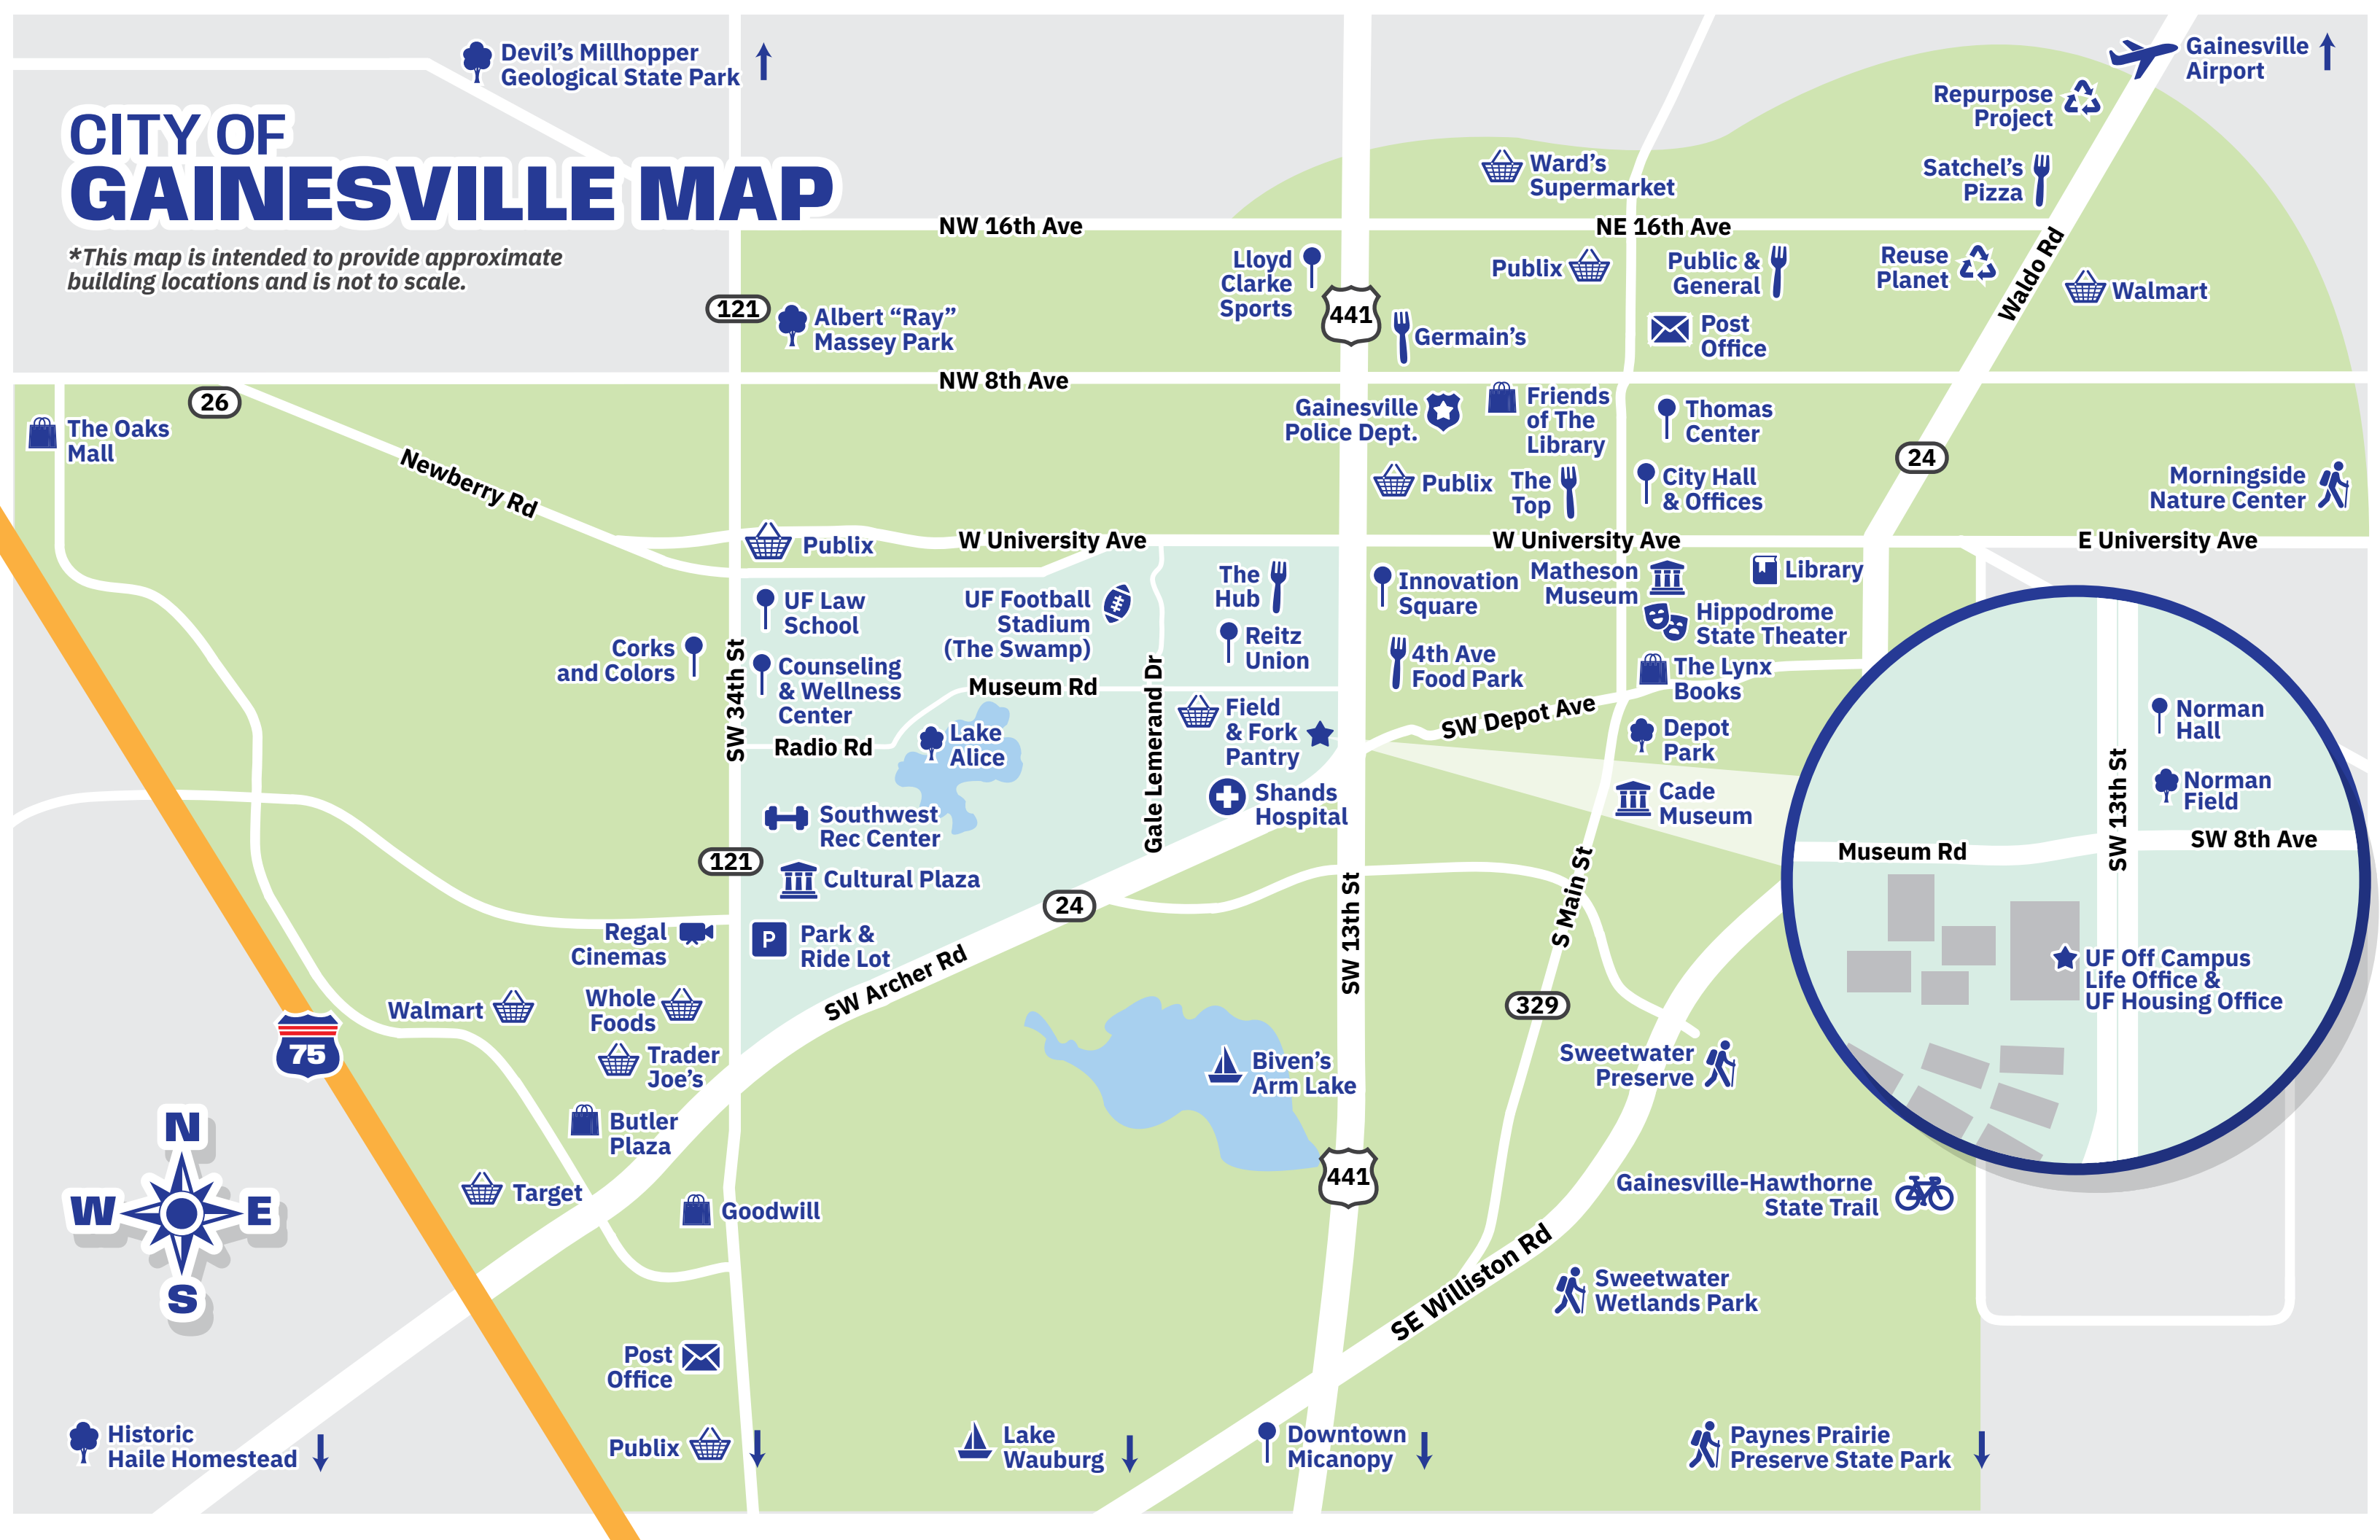 Devil’s Millhopper
Geological State Park
Gainesville
Airport
CITY OF
GAINESVILLE MAP
*This map is intended to provide approximate
building locations and is not to scale.
Repurpose
Project
Ward’s
Supermarket
Satchel’s
Pizza
NW 16th Ave
NE 16th Ave
Waldo Rd
Lloyd
Clarke
Sports
441
Publix
Public &
General
Reuse
Planet
Walmart
121
Albert “Ray”
Massey Park
Germain’s
Post
Office
NW 8th Ave
26
The Oaks
Mall
Newberry Rd
Gainesville
Police Dept.
Friends
of The
Library
Thomas
Center
24
Publix
The
Top
City Hall
& Offices
Morningside
Nature Center
Publix
W University Ave
W University Ave
E University Ave
UF Law
School
UF Football
Stadium
(The Swamp)
The
Hub
Innovation
Square
Matheson
Museum
Library
Hippodrome
State Theater
Corks
and Colors
SW 34th St
Counseling
& Wellness
Center
Reitz
Union
4th Ave
Food Park
The Lynx
Books
Museum Rd
Gale Lemerand Dr
Radio Rd
Lake
Alice
Field
& Fork
Pantry
SW Depot Ave
Depot
Park
Shands
Hospital
Cade
Museum
Norman
Hall
Norman
Field
SW 13th St
Museum Rd
SW 8th Ave
UF Off Campus
Life Office &
UF Housing Office
Southwest
Rec Center
121
Cultural Plaza
24
SW 13th St
S Main St
Regal
Cinemas
P
Park &
Ride Lot
SW Archer Rd
Walmart
Whole
Foods
329
75
Trader
Joe’s
Biven’s
Arm Lake
Sweetwater
Preserve
N
W
E
S
Butler
Plaza
Target
Goodwill
441
Gainesville-Hawthorne
State Trail
SE Williston Rd
Sweetwater
Wetlands Park
Post
Office
Historic
Haile Homestead
Publix
Lake
Wauburg
Downtown
Micanopy
Paynes Prairie
Preserve State Park